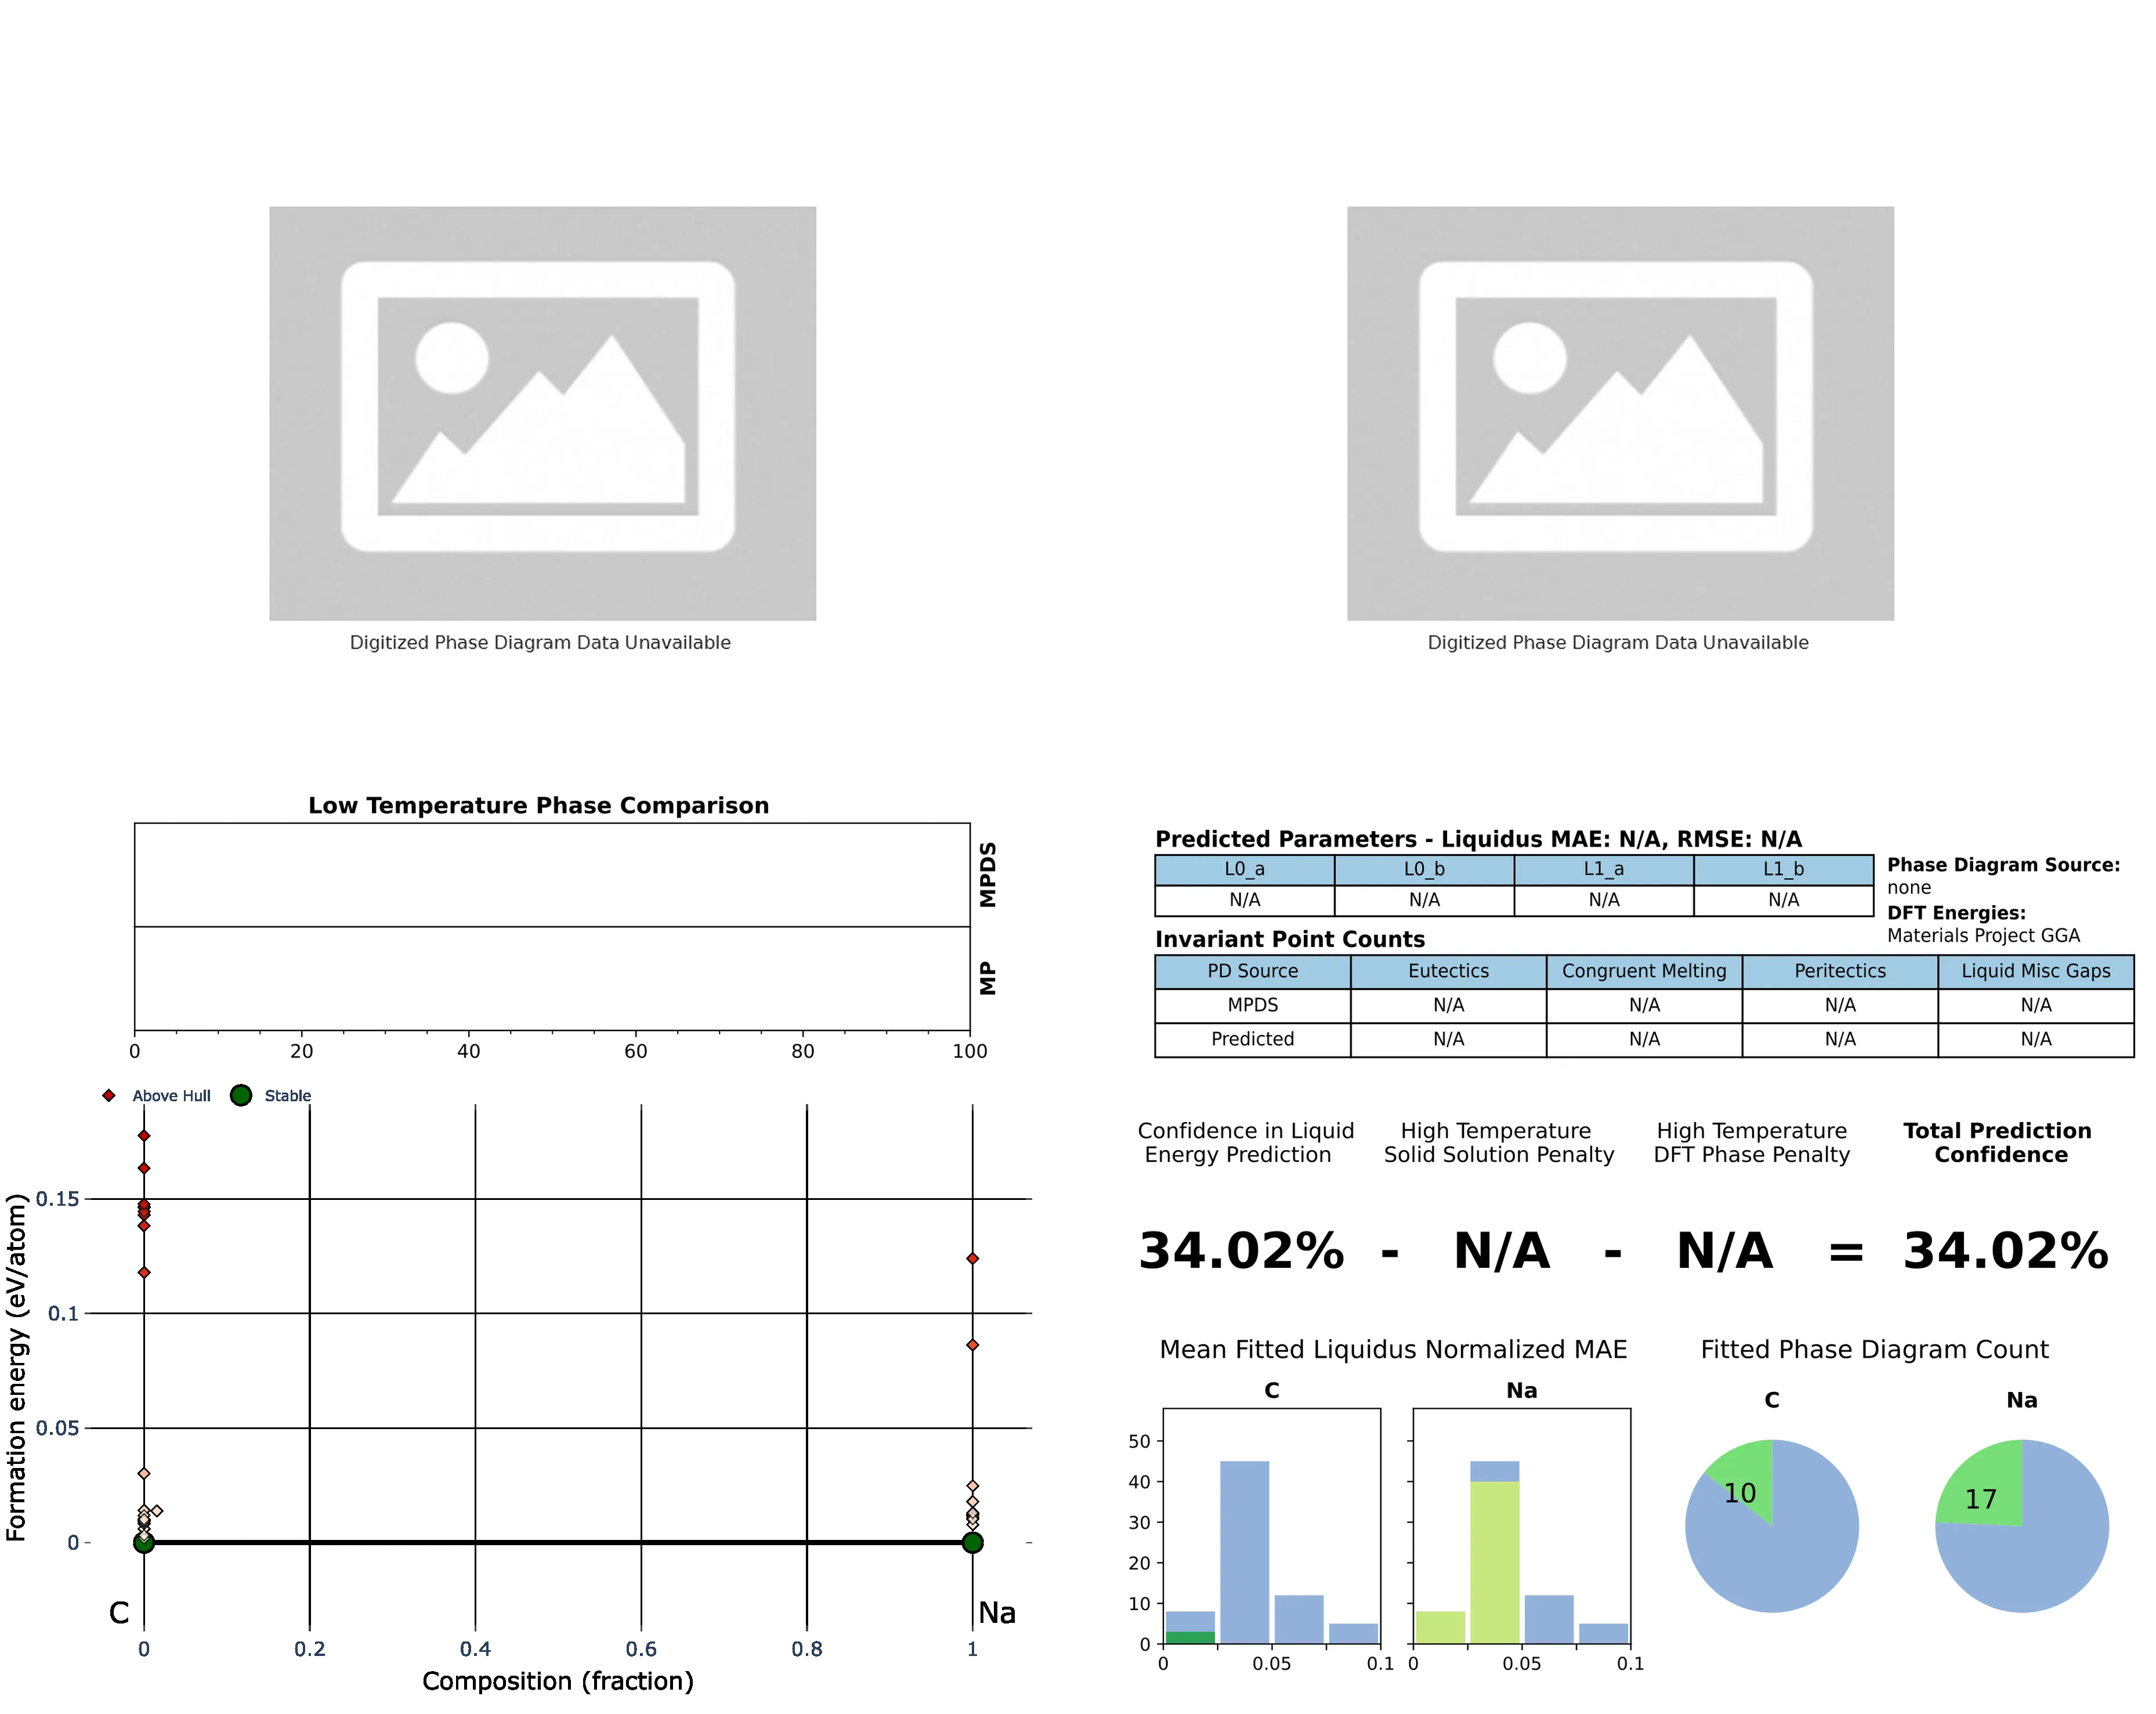 Digitized Phase Diagram Data Unavailable
Digitized Phase Diagram Data Unavailable
Low Temperature Phase Comparison
MPDS
MP
0 20 40 60 80 100
Predicted Parameters - Liquidus MAE: N/A, RMSE: N/A
L0_a L0_b L1_a L1_b
N/A N/A N/A N/A
Phase Diagram Source:
none
DFT Energies:
Materials Project GGA
Invariant Point Counts
PD Source Eutectics Congruent Melting Peritectics Liquid Misc Gaps
MPDS N/A N/A N/A N/A
Predicted N/A N/A N/A N/A
Above Hull Stable
Formation energy (eV/atom)
0.15
0.1
0.05
0
C Na
0 0.2 0.4 0.6 0.8 1
Composition (fraction)
Confidence in Liquid
Energy Prediction
High Temperature
Solid Solution Penalty
High Temperature
DFT Phase Penalty
Total Prediction
Confidence
34.02% - N/A - N/A = 34.02%
Mean Fitted Liquidus Normalized MAE
C Na
50
40
30
20
10
0
0 0.05 0.1 0 0.05 0.1
Fitted Phase Diagram Count
C Na
10 17